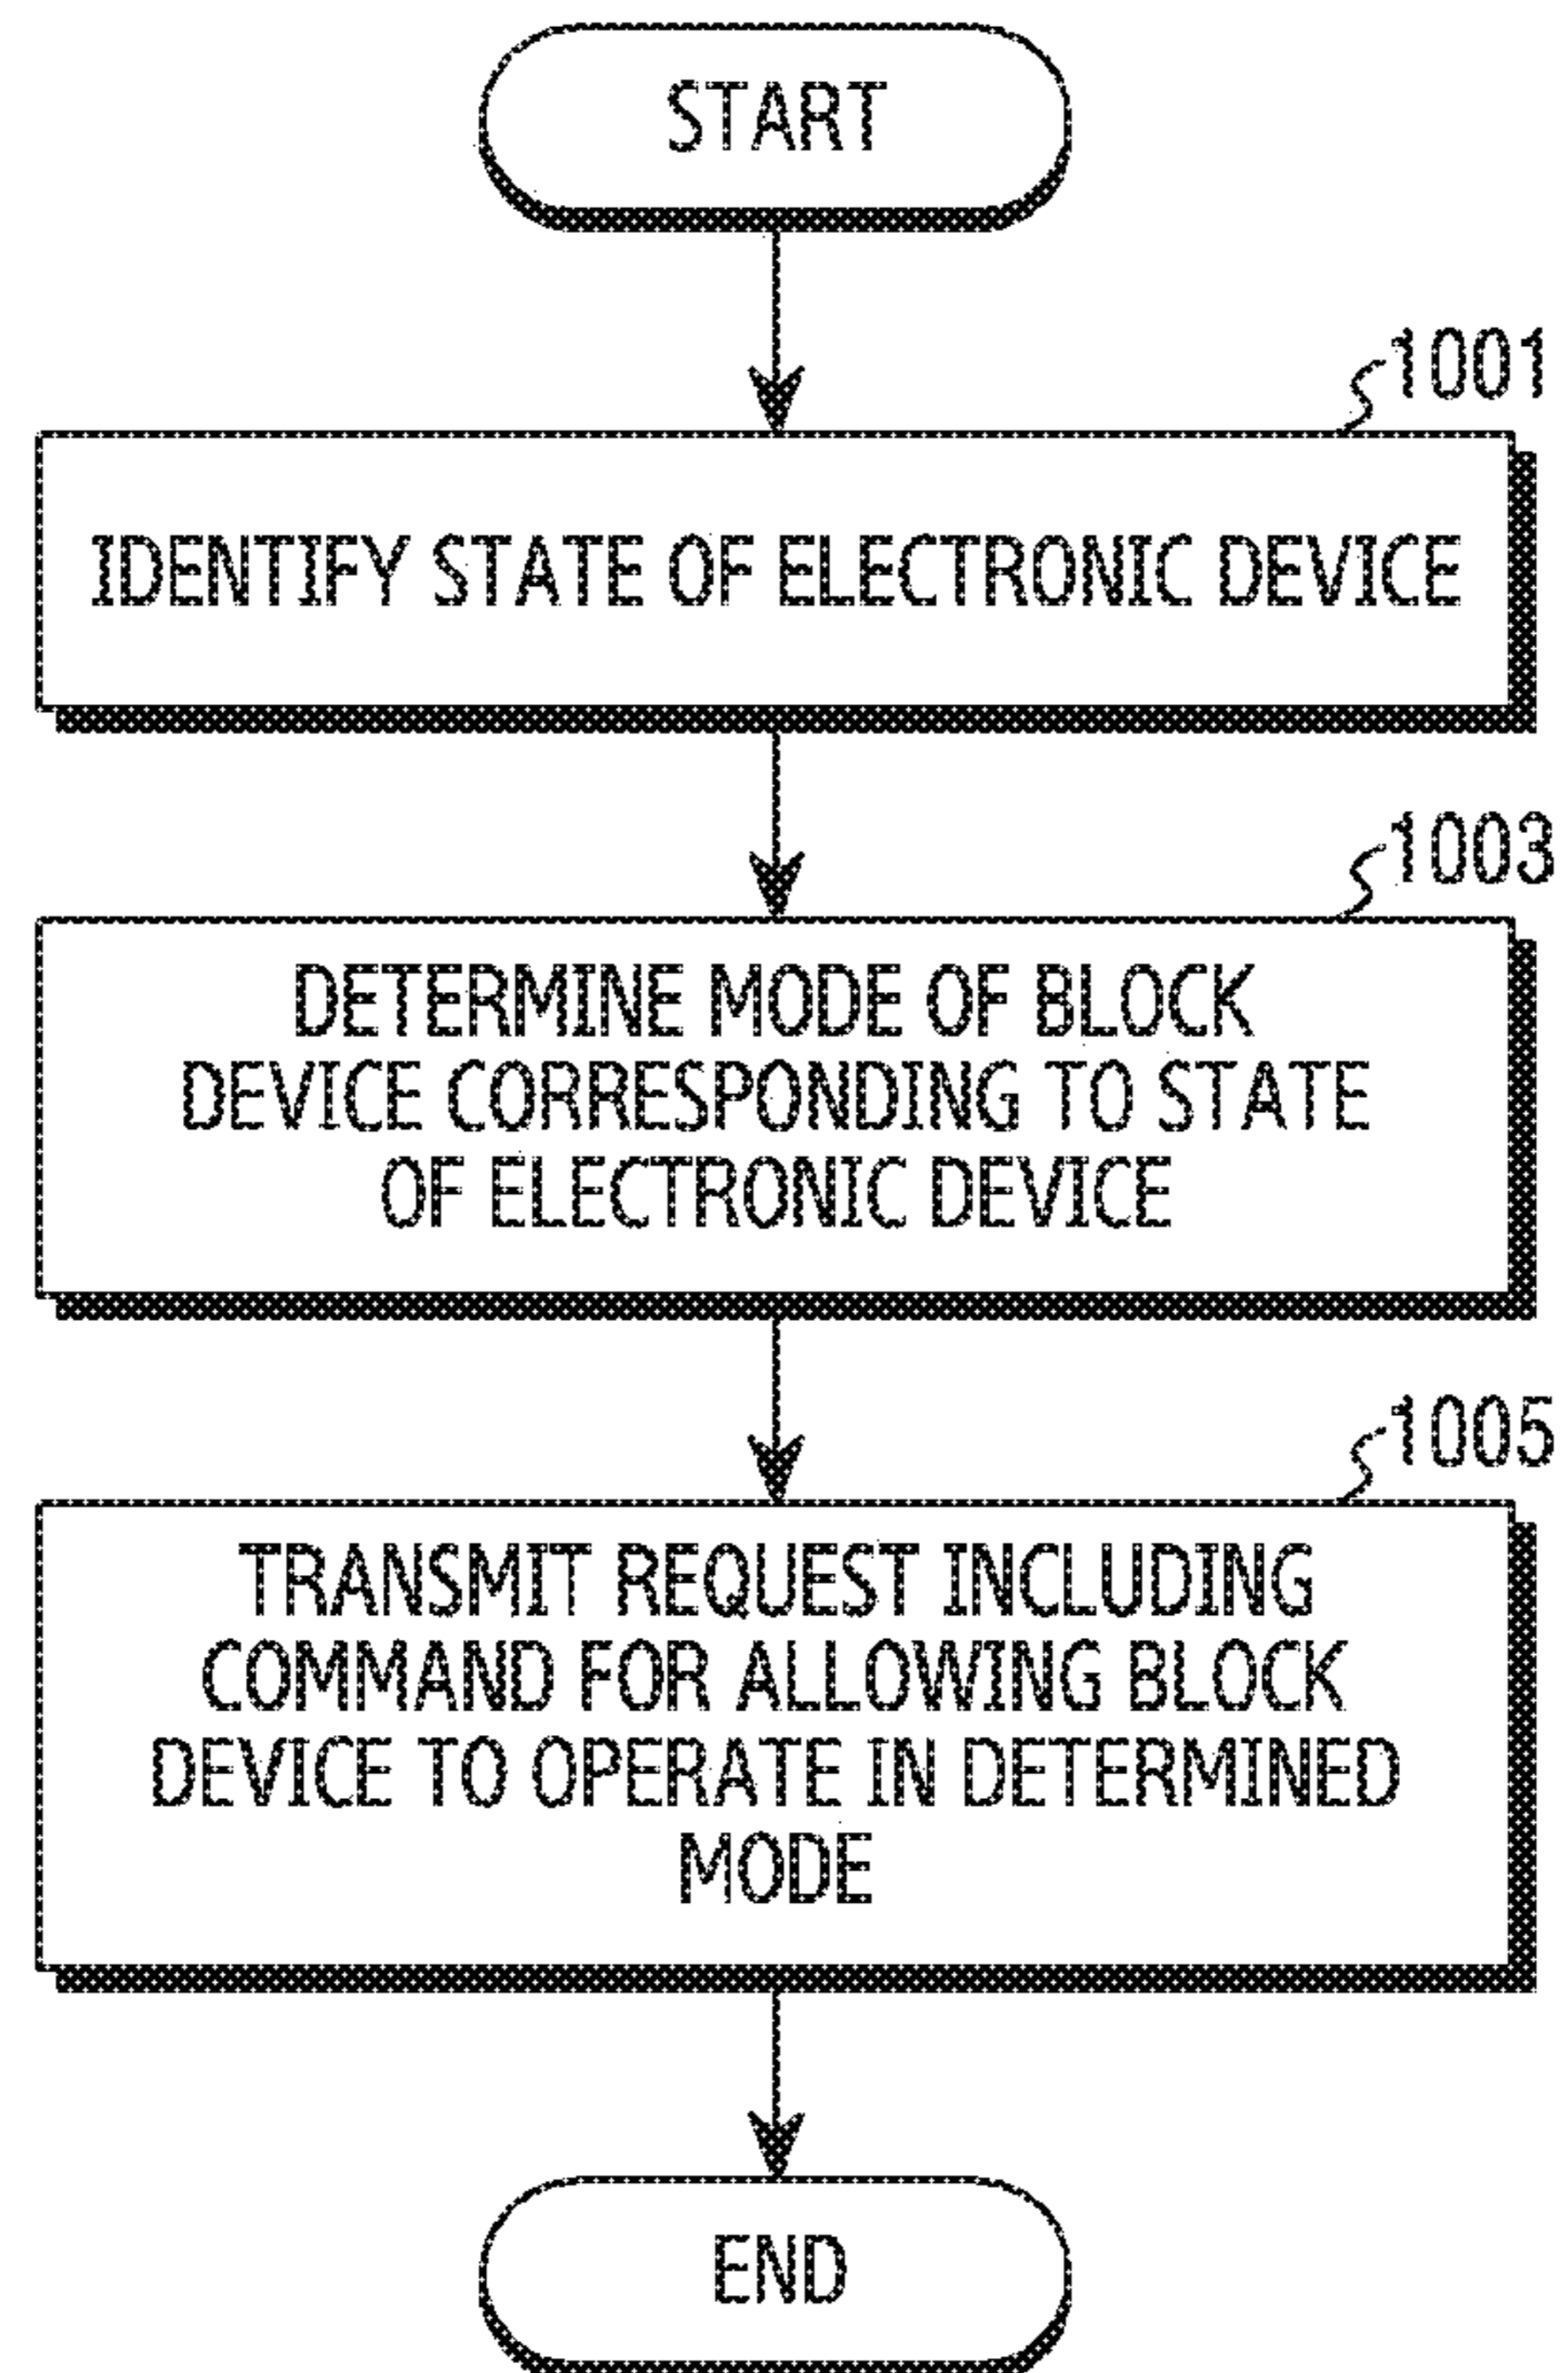 START
1001
IDENTIFY STATE OF ELECTRONIC DEVICE
1003
DETERMINE MODE OF BLOCK
DEVICE CORRESPONDING TO STATE
OF ELECTRONIC DEVICE
1005
TRANSMIT REQUEST INCLUDING
COMMAND FOR ALLOWING BLOCK
DEVICE TO OPERATE IN DETERMINED
MODE
END